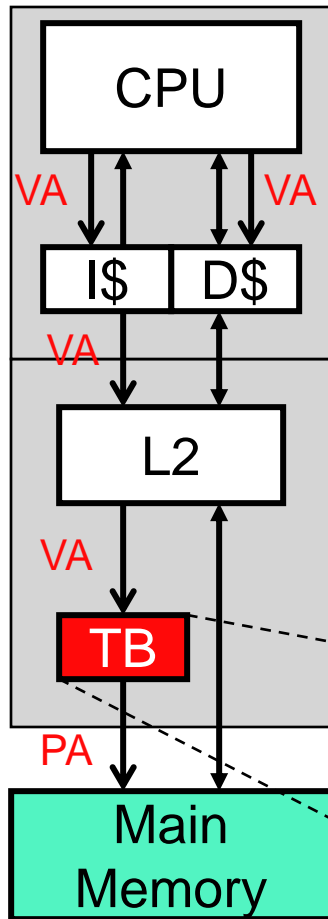 CPU
VA VA
I$ D$
VA
L2
VA
TB
PA
Main
Memory